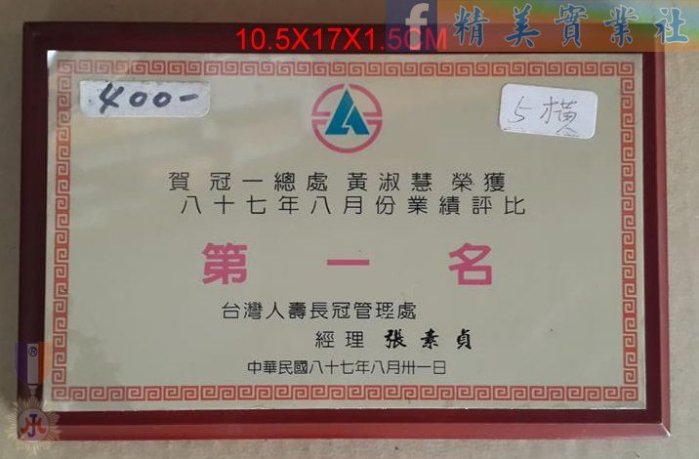 精美實業社
10.5X17X1.5CM
400-
5橫
賀 冠一總處 黃淑慧 榮獲
八十七年八月份業績評比
第一名
台灣人壽長冠管理處
經理 張素貞
中華民國八十七年八月卅一日